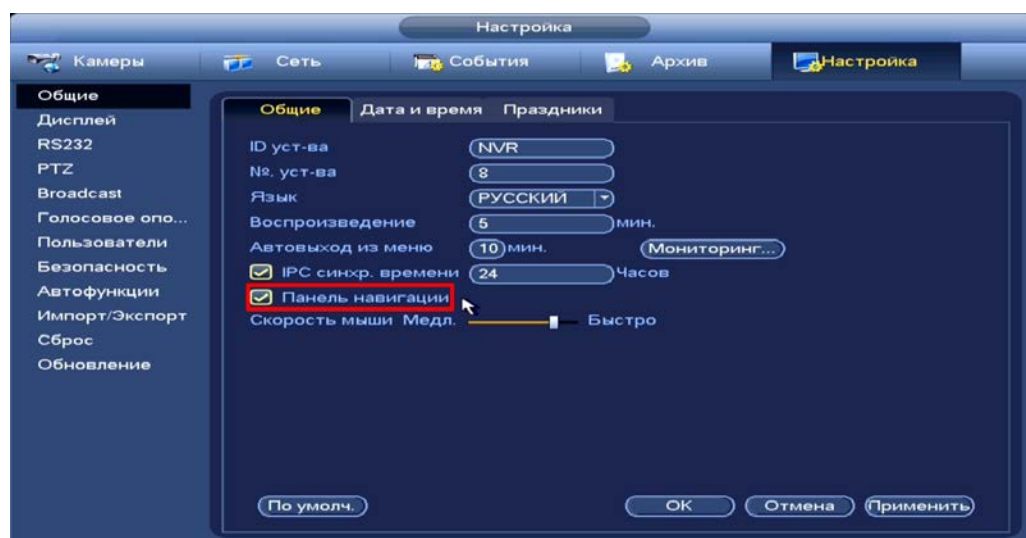 Настройка
Камеры Сеть События Архив Настройка
Общие
Дисплей
RS232
PTZ
Broadcast
Голосовое опо...
Пользователи
Безопасность
Автофункции
Импорт/Экспорт
Сброс
Обновление
Общие Дата и время Праздники
ID уст-ва NVR
№. уст-ва 8
Язык РУССКИЙ
Воспроизведение 5 мин.
Автовыход из меню 10 мин. Мониторинг...
IPC синхр. времени 24 Часов
Панель навигации
Скорость мыши Медл. Быстро
По умолч. OK Отмена Применить